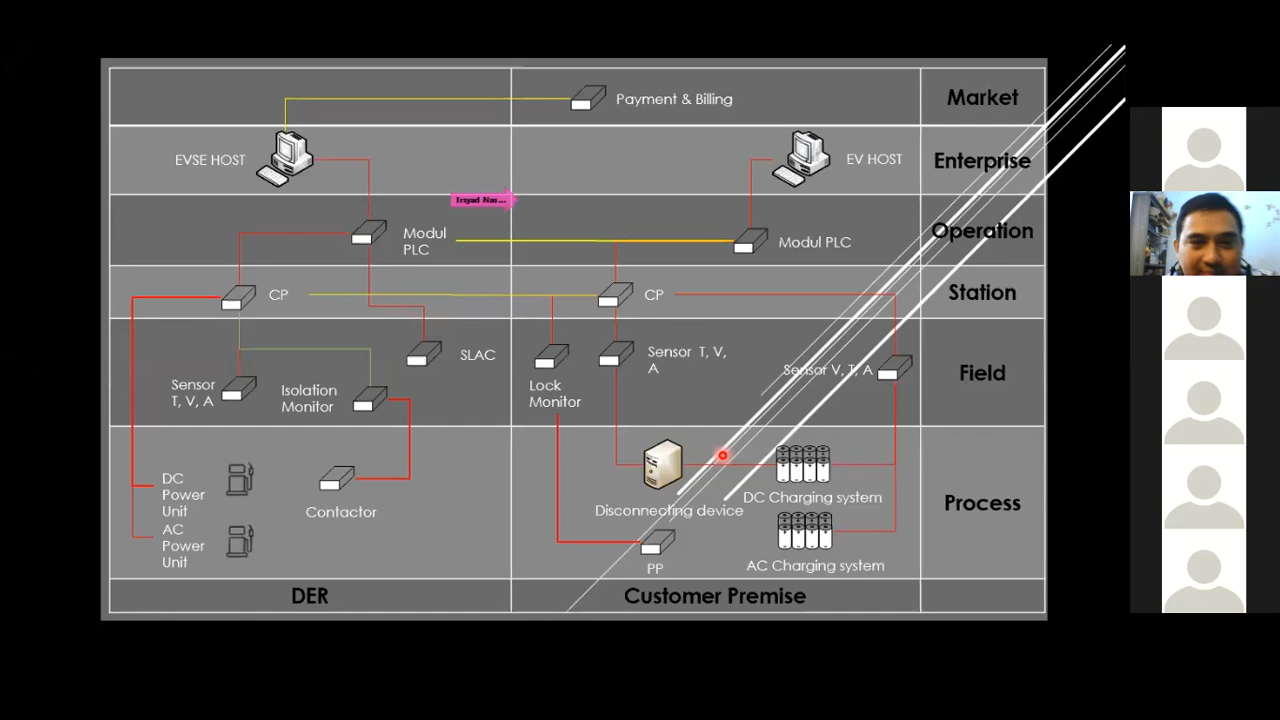 Payment & Billing
Market
EVSE HOST
EV HOST
Enterprise
Irsyad Nas...
Modul
PLC
Modul PLC
Operation
CP
CP
Station
SLAC
Sensor T, V,
A
Sensor V, T, A
Field
Sensor
T, V, A
Isolation
Monitor
Lock
Monitor
DC
Power
Unit
Contactor
Disconnecting device
DC Charging system
Process
AC
Power
Unit
PP
AC Charging system
DER
Customer Premise